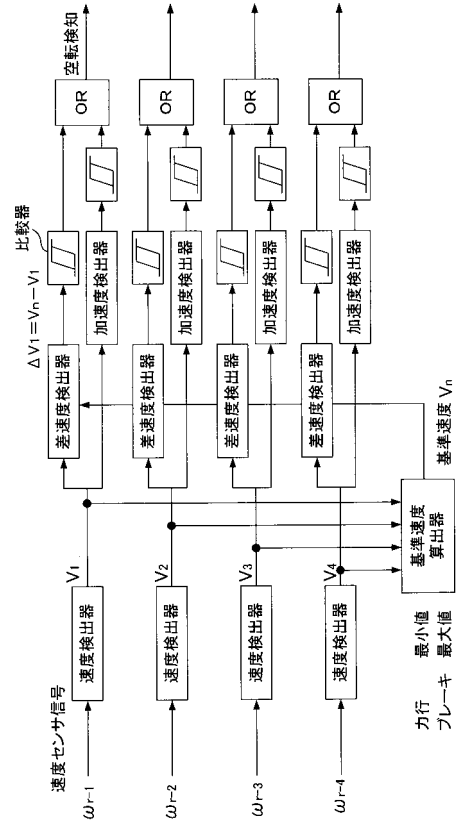 速度センサ信号
ωr-1
速度検出器
V1
差速度検出器
ΔV1=Vn−V1
比較器
加速度検出器
OR
空転検知
ωr-2
速度検出器
V2
差速度検出器
加速度検出器
OR
ωr-3
速度検出器
V3
差速度検出器
加速度検出器
OR
ωr-4
速度検出器
V4
差速度検出器
加速度検出器
OR
力行 最小値
ブレーキ 最大値
基準速度
算出器
基準速度 Vn